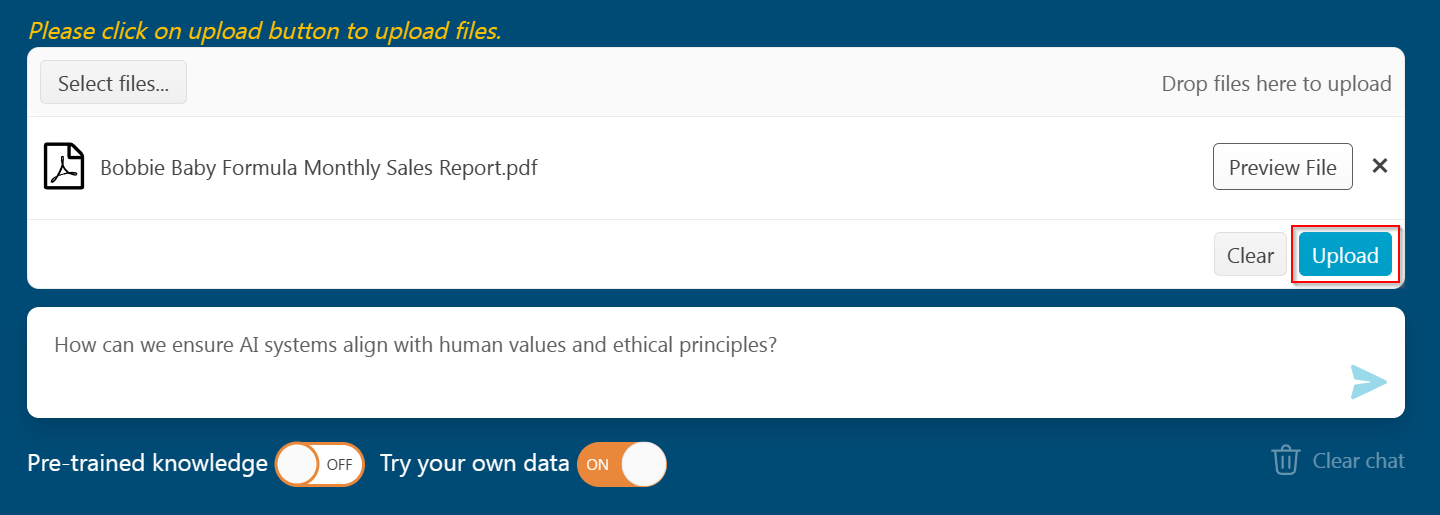 Please click on upload button to upload files.
Select files...
Drop files here to upload
Bobbie Baby Formula Monthly Sales Report.pdf
Preview File
Clear
Upload
How can we ensure AI systems align with human values and ethical principles?
Pre-trained knowledge
OFF
Try your own data
ON
Clear chat